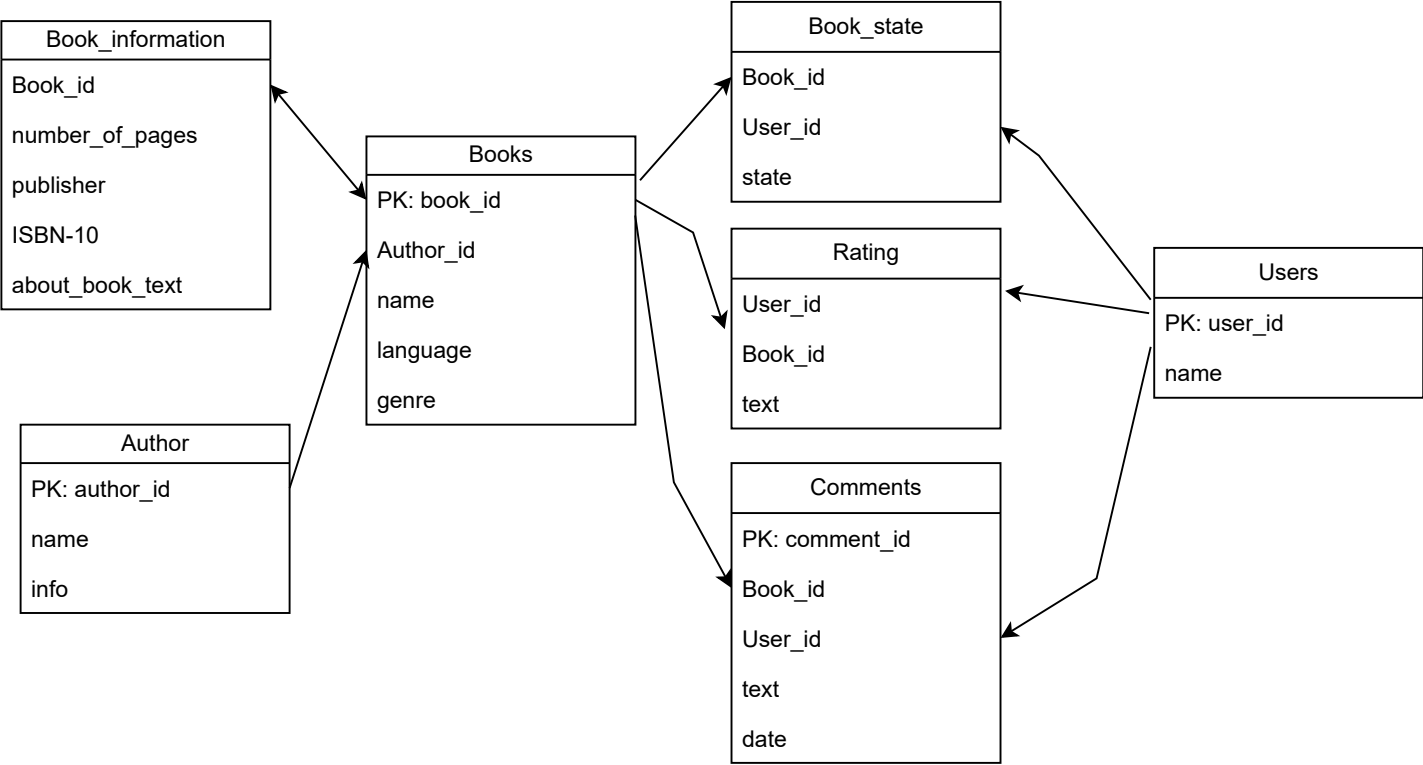 Book_information
Book_id
number_of_pages
publisher
ISBN-10
about_book_text
Author
PK: author_id
name
info
Books
PK: book_id
Author_id
name
language
genre
Book_state
Book_id
User_id
state
Rating
User_id
Book_id
text
Comments
PK: comment_id
Book_id
User_id
text
date
Users
PK: user_id
name